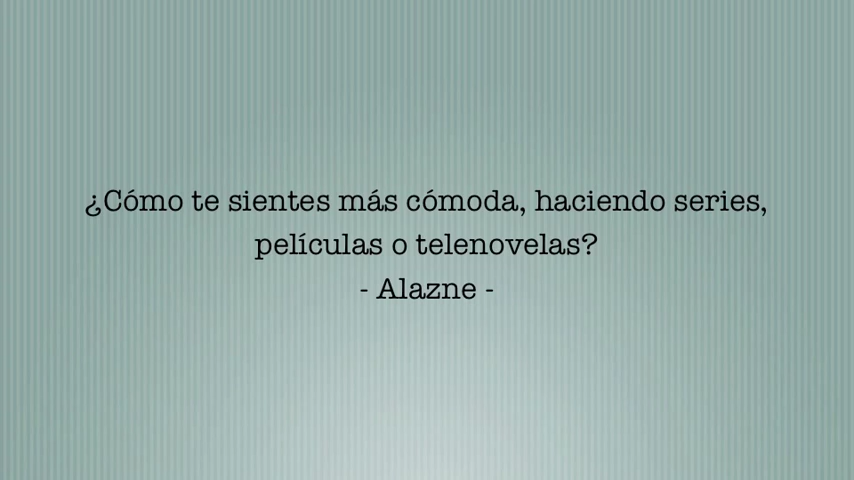 ¿Cómo te sientes más cómoda, haciendo series,
películas o telenovelas?
- Alazne -